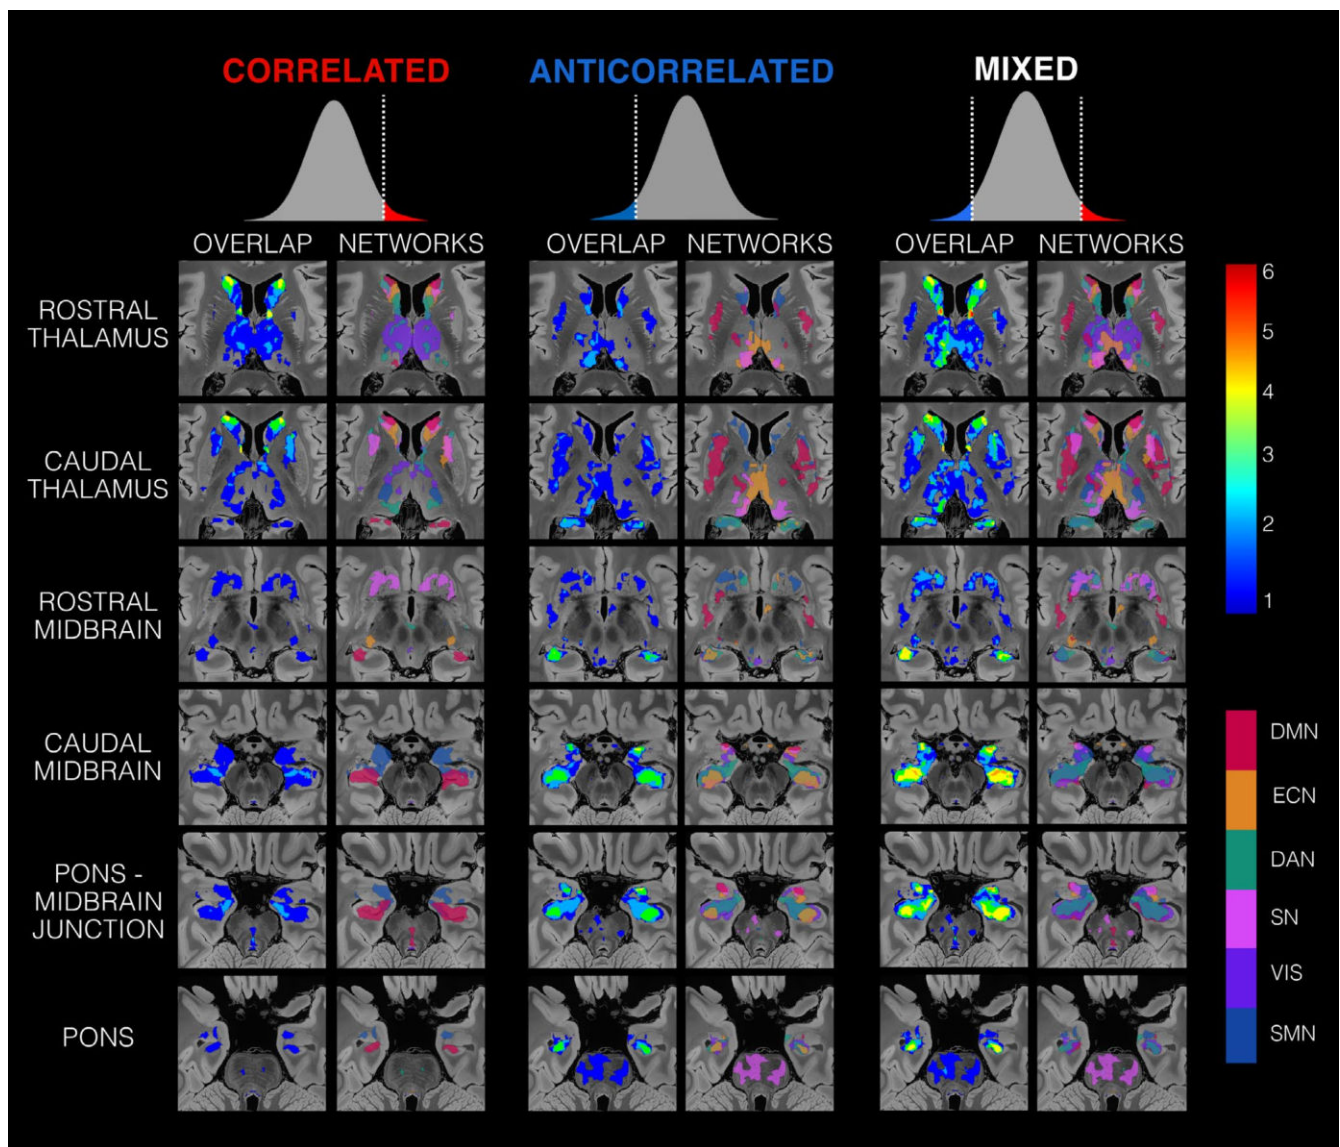 CORRELATED
ANTICORRELATED
MIXED
OVERLAP NETWORKS OVERLAP NETWORKS OVERLAP NETWORKS
ROSTRAL
THALAMUS
CAUDAL
THALAMUS
ROSTRAL
MIDBRAIN
CAUDAL
MIDBRAIN
PONS -
MIDBRAIN
JUNCTION
PONS
6
5
4
3
2
1
DMN
ECN
DAN
SN
VIS
SMN